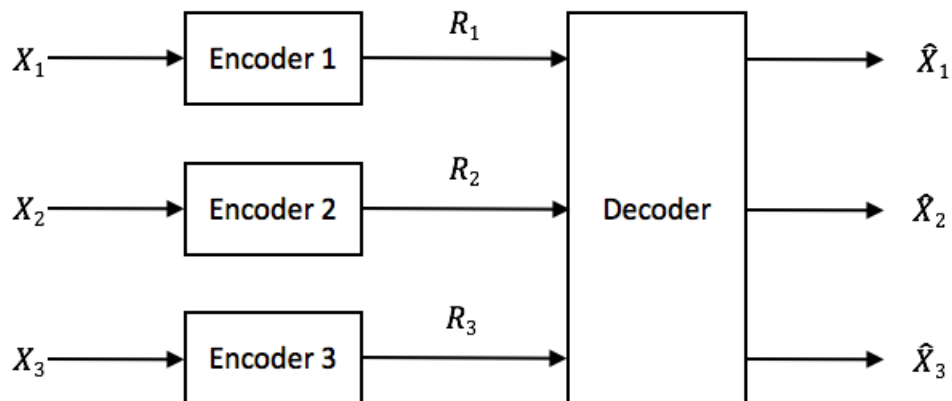 R₁
X₁ Encoder 1 X̂₁
R₂
X₂ Encoder 2 Decoder X̂₂
R₃
X₃ Encoder 3 X̂₃